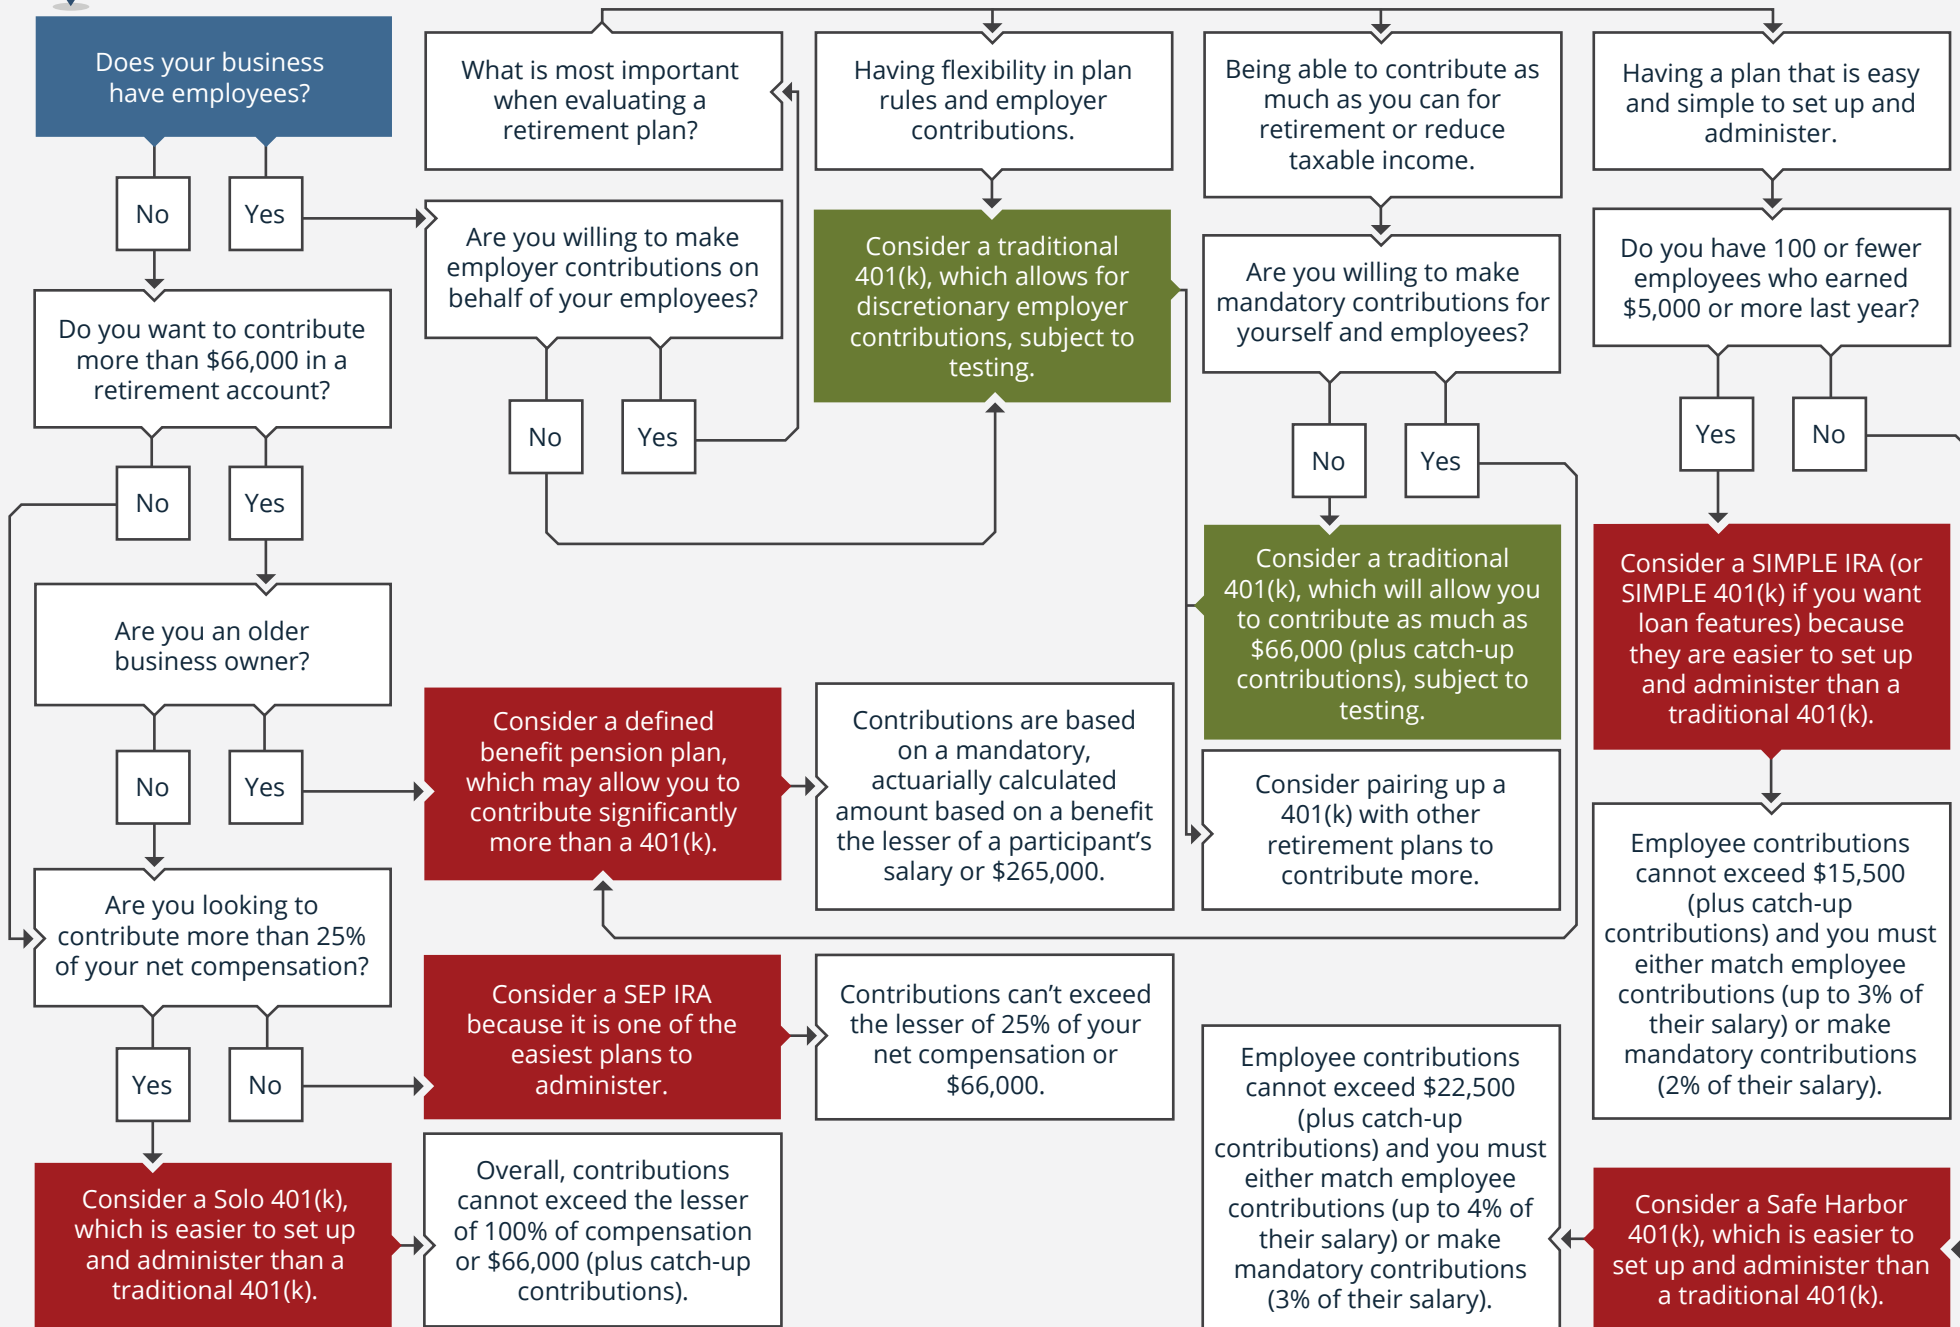 Does your business
have employees?
No
Yes
Do you want to contribute
more than $66,000 in a
retirement account?
No
Yes
Are you an older
business owner?
No
Yes
Are you looking to
contribute more than 25%
of your net compensation?
Yes
No
Consider a Solo 401(k),
which is easier to set up
and administer than a
traditional 401(k).
What is most important
when evaluating a
retirement plan?
Are you willing to make
employer contributions on
behalf of your employees?
No
Yes
Consider a defined
benefit pension plan,
which may allow you to
contribute significantly
more than a 401(k).
Consider a SEP IRA
because it is one of the
easiest plans to
administer.
Overall, contributions
cannot exceed the lesser
of 100% of compensation
or $66,000 (plus catch-up
contributions).
Having flexibility in plan
rules and employer
contributions.
Consider a traditional
401(k), which allows for
discretionary employer
contributions, subject to
testing.
Contributions are based
on a mandatory,
actuarially calculated
amount based on a benefit
the lesser of a participant's
salary or $265,000.
Contributions can't exceed
the lesser of 25% of your
net compensation or
$66,000.
Being able to contribute as
much as you can for
retirement or reduce
taxable income.
Are you willing to make
mandatory contributions for
yourself and employees?
No
Yes
Consider a traditional
401(k), which will allow you
to contribute as much as
$66,000 (plus catch-up
contributions), subject to
testing.
Consider pairing up a
401(k) with other
retirement plans to
contribute more.
Employee contributions
cannot exceed $22,500
(plus catch-up
contributions) and you must
either match employee
contributions (up to 4% of
their salary) or make
mandatory contributions
(3% of their salary).
Having a plan that is easy
and simple to set up and
administer.
Do you have 100 or fewer
employees who earned
$5,000 or more last year?
Yes
No
Consider a SIMPLE IRA (or
SIMPLE 401(k) if you want
loan features) because
they are easier to set up
and administer than a
traditional 401(k).
Employee contributions
cannot exceed $15,500
(plus catch-up
contributions) and you must
either match employee
contributions (up to 3% of
their salary) or make
mandatory contributions
(2% of their salary).
Consider a Safe Harbor
401(k), which is easier to
set up and administer than
a traditional 401(k).